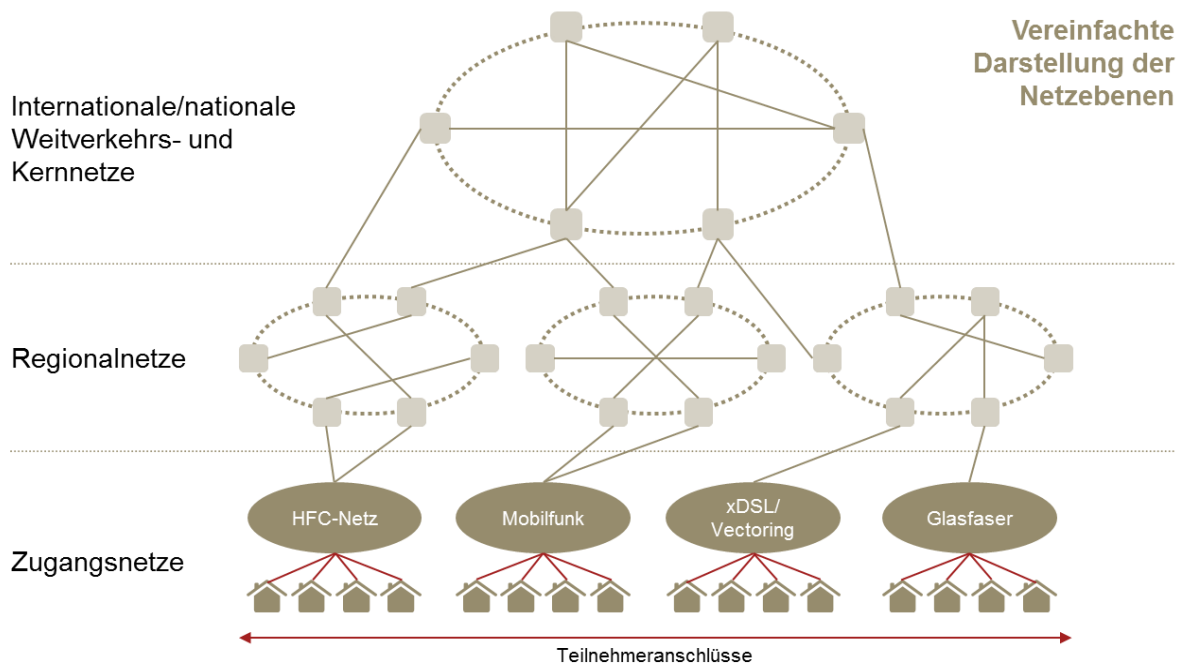 Vereinfachte
Darstellung der
Netzebenen
Internationale/nationale
Weitverkehrs- und
Kernnetze
Regionalnetze
Zugangsnetze
HFC-Netz
Mobilfunk
xDSL/
Vectoring
Glasfaser
Teilnehmeranschlüsse